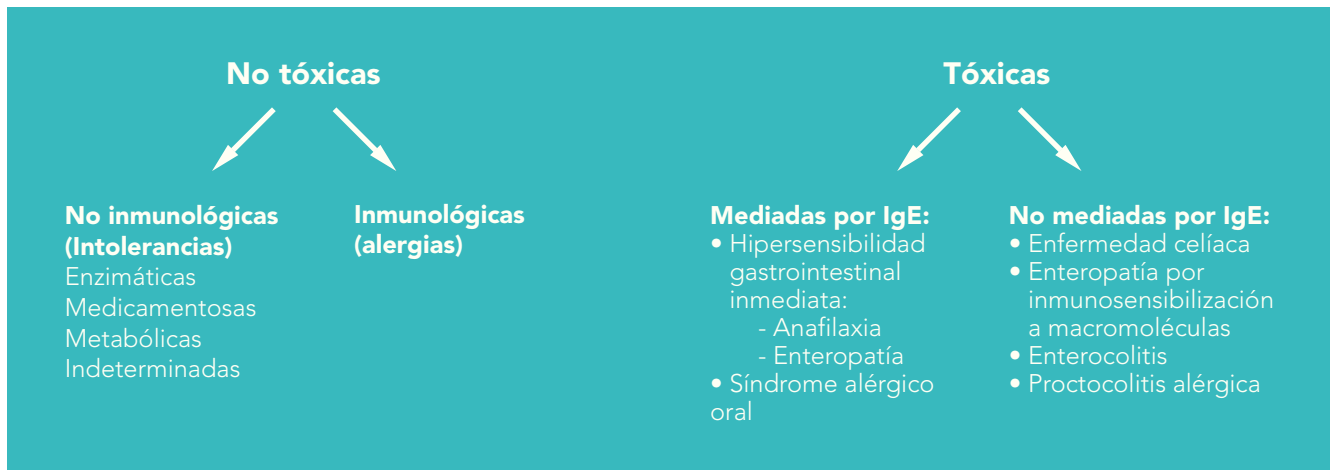 No tóxicas
No inmunológicas
(Intolerancias)
Enzimáticas
Medicamentosas
Metabólicas
Indeterminadas
Inmunológicas
(alergias)
Tóxicas
Mediadas por IgE:
• Hipersensibilidad
gastrointestinal
inmediata:
- Anafilaxia
- Enteropatía
• Síndrome alérgico
oral
No mediadas por IgE:
• Enfermedad celíaca
• Enteropatía por
inmunosensibilización
a macromoléculas
• Enterocolitis
• Proctocolitis alérgica